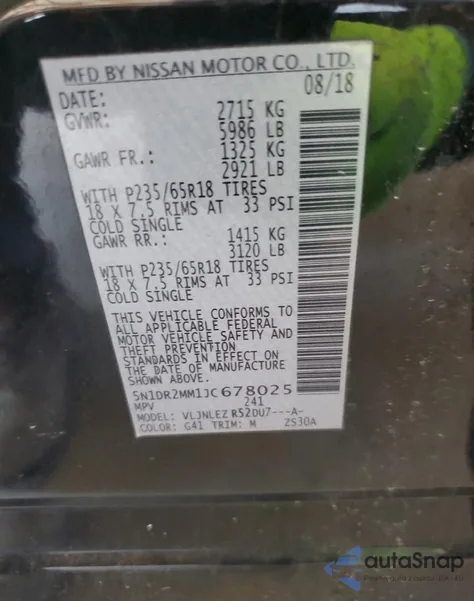 MFD BY NISSAN MOTOR CO., LTD.
DATE: 08/18
GVWR: 2715 KG
5986 LB
GAWR FR.: 1325 KG
2921 LB
WITH P235/65R18 TIRES
18 X 7.5 RIMS AT 33 PSI
COLD SINGLE
GAWR RR.: 1415 KG
3120 LB
WITH P235/65R18 TIRES
18 X 7.5 RIMS AT 33 PSI
COLD SINGLE
THIS VEHICLE CONFORMS TO
ALL APPLICABLE FEDERAL
MOTOR VEHICLE SAFETY AND
THEFT PREVENTION
STANDARDS IN EFFECT ON
THE DATE OF MANUFACTURE
SHOWN ABOVE.
5N1DR2MM1JC678025
MPV 241
MODEL: VLJNLEZ R52DU7---A-
COLOR: G41 TRIM: M ZS30A
autaSnap